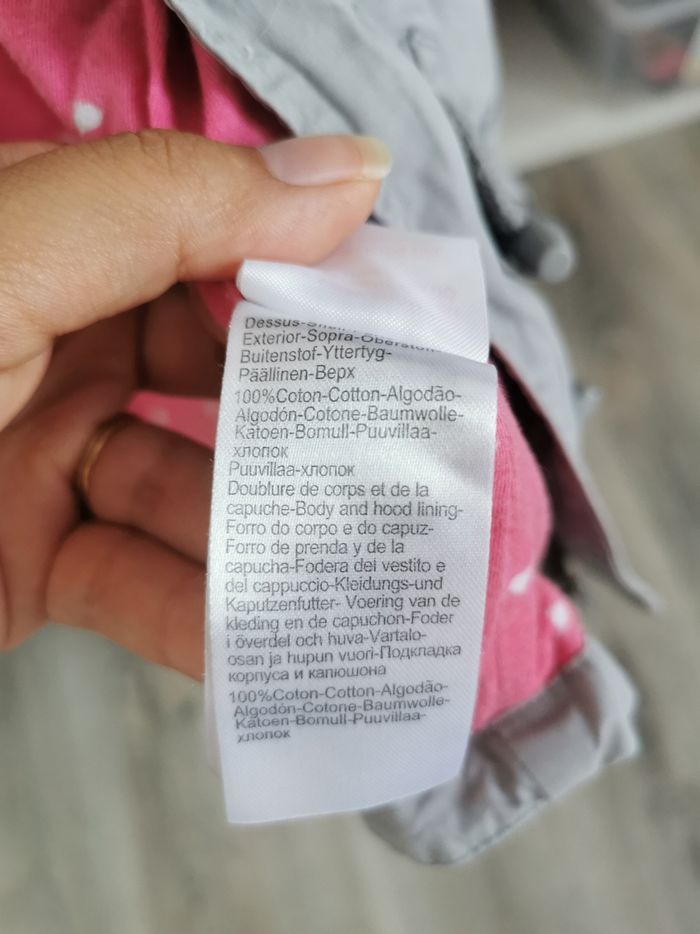 Dessus-
Exterior-Sopra-Oberstoff-
Buitenstof-Yttertyg-
Päällinen-Верх
100%Coton-Cotton-Algodão-
Algodón-Cotone-Baumwolle-
Katoen-Bomull-Puuvillaa-
хлопок
Puuvillaa-хлопок
Doublure de corps et de la
capuche-Body and hood lining-
Forro do corpo e do capuz-
Forro de prenda y de la
capucha-Fodera del vestito e
del cappuccio-Kleidungs-und
Kaputzenfutter- Voering van de
kleding en de capuchon-Foder
i överdel och huva-Vartalo-
osan ja hupun vuori-Подкладка
корпуса и капюшона
100%Coton-Cotton-Algodão-
Algodón-Cotone-Baumwolle-
Katoen-Bomull-Puuvillaa-
хлопок